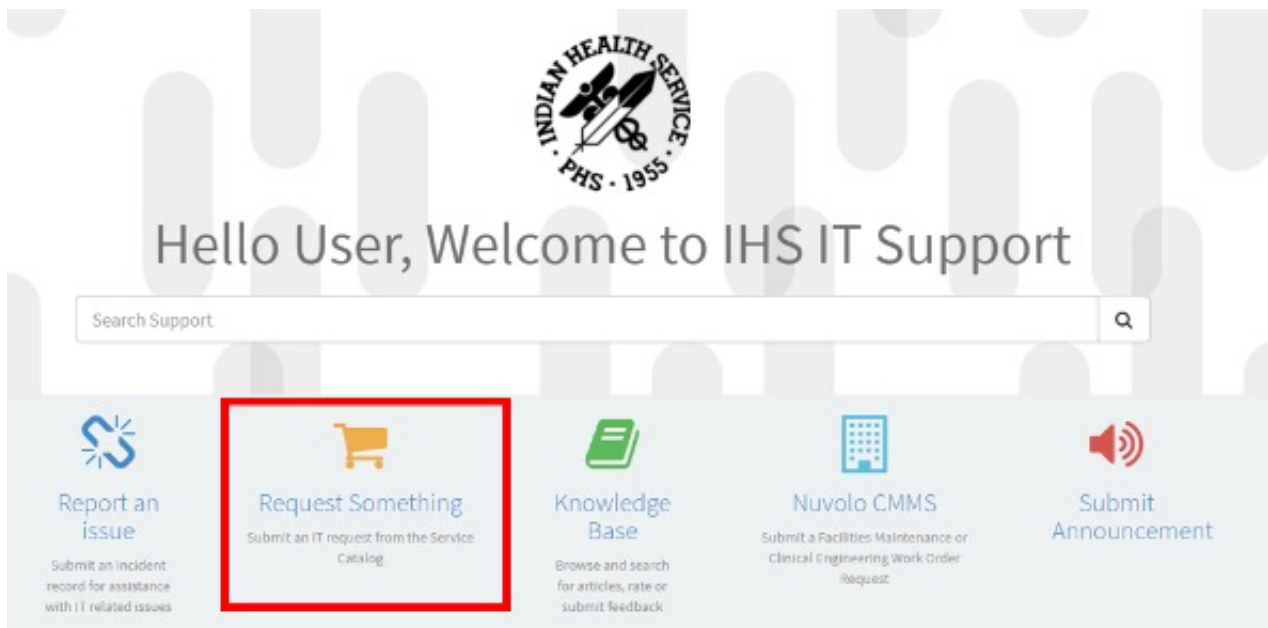 INDIAN HEALTH SERVICE
PHS · 1955
Hello User, Welcome to IHS IT Support
Search Support
Report an
issue
Submit an incident
record for assistance
with IT related issues
Request Something
Submit an IT request from the Service
Catalog
Knowledge
Base
Browse and search
for articles, rate or
submit feedback
Nuvolo CMMS
Submit a Facilities Maintenance or
Clinical Engineering Work Order
Request
Submit
Announcement